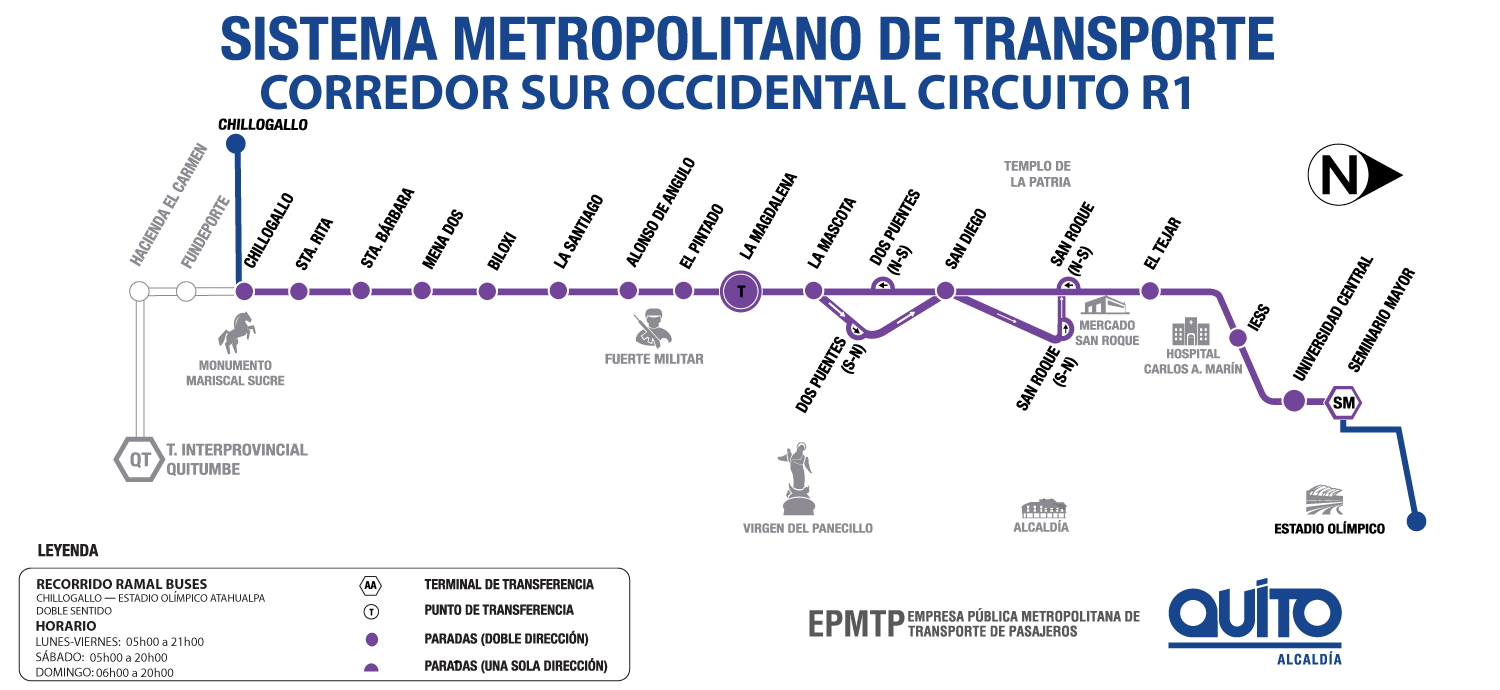 SISTEMA METROPOLITANO DE TRANSPORTE
CORREDOR SUR OCCIDENTAL CIRCUITO R1
CHILLOGALLO
HACIENDA EL CARMEN
FUNDEPORTE
CHILLOGALLO
STA. RITA
STA. BÁRBARA
MENA DOS
BILOXI
LA SANTIAGO
ALONSO DE ANGULO
EL PINTADO
LA MAGDALENA
LA MASCOTA
DOS PUENTES
(N-S)
SAN DIEGO
TEMPLO DE
LA PATRIA
SAN ROQUE
(N-S)
EL TEJAR
IESS
UNIVERSIDAD CENTRAL
SEMINARIO MAYOR
N
T
SM
DOS PUENTES
(S-N)
SAN ROQUE
(S-N)
MONUMENTO
MARISCAL SUCRE
FUERTE MILITAR
MERCADO
SAN ROQUE
HOSPITAL
CARLOS A. MARÍN
QT
T. INTERPROVINCIAL
QUITUMBE
VIRGEN DEL PANECILLO
ALCALDÍA
ESTADIO OLÍMPICO
LEYENDA
RECORRIDO RAMAL BUSES
CHILLOGALLO — ESTADIO OLÍMPICO ATAHUALPA
DOBLE SENTIDO
HORARIO
LUNES-VIERNES: 05h00 a 21h00
SÁBADO: 05h00 a 20h00
DOMINGO: 06h00 a 20h00
AA TERMINAL DE TRANSFERENCIA
T PUNTO DE TRANSFERENCIA
PARADAS (DOBLE DIRECCIÓN)
PARADAS (UNA SOLA DIRECCIÓN)
EPMTP EMPRESA PÚBLICA METROPOLITANA DE
TRANSPORTE DE PASAJEROS
QUITO
ALCALDÍA